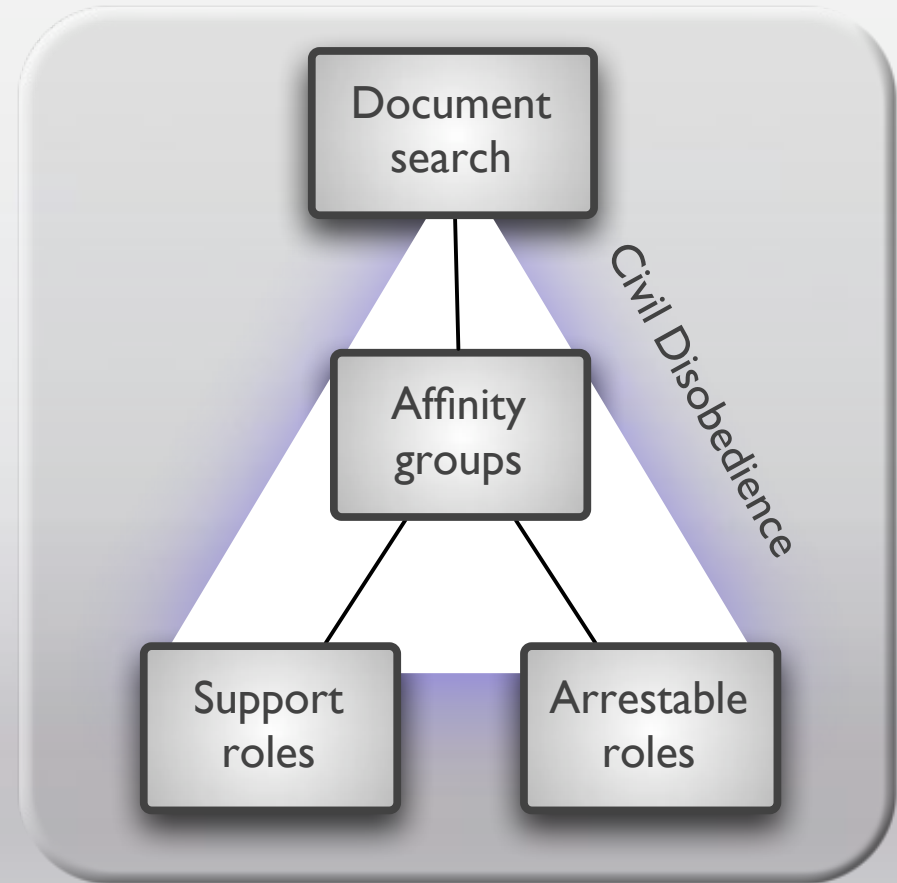 Document
search
Civil Disobedience
Affinity
groups
Support
roles
Arrestable
roles